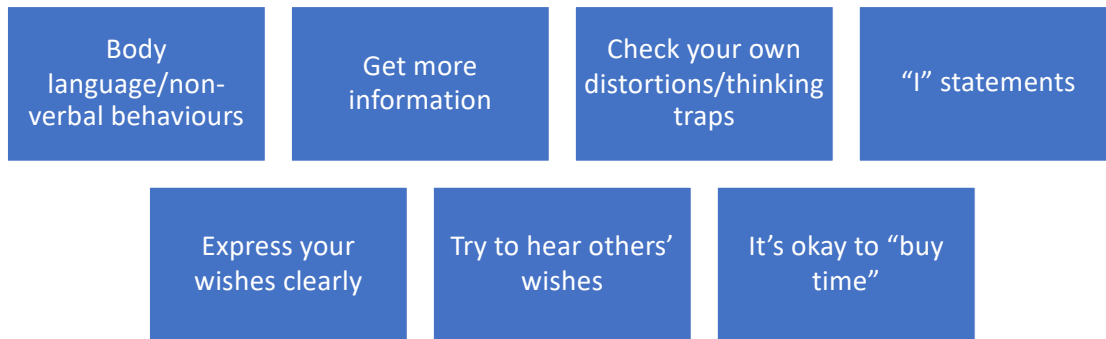 Body
language/non-
verbal behaviours
Get more
information
Check your own
distortions/thinking
traps
“I” statements
Express your
wishes clearly
Try to hear others’
wishes
It’s okay to “buy
time”